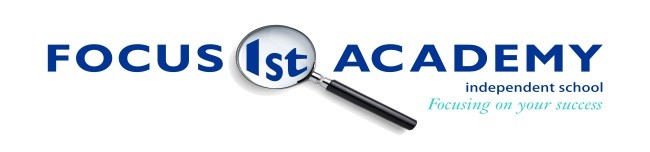 FOCUS 1st ACADEMY
independent school
Focusing on your success